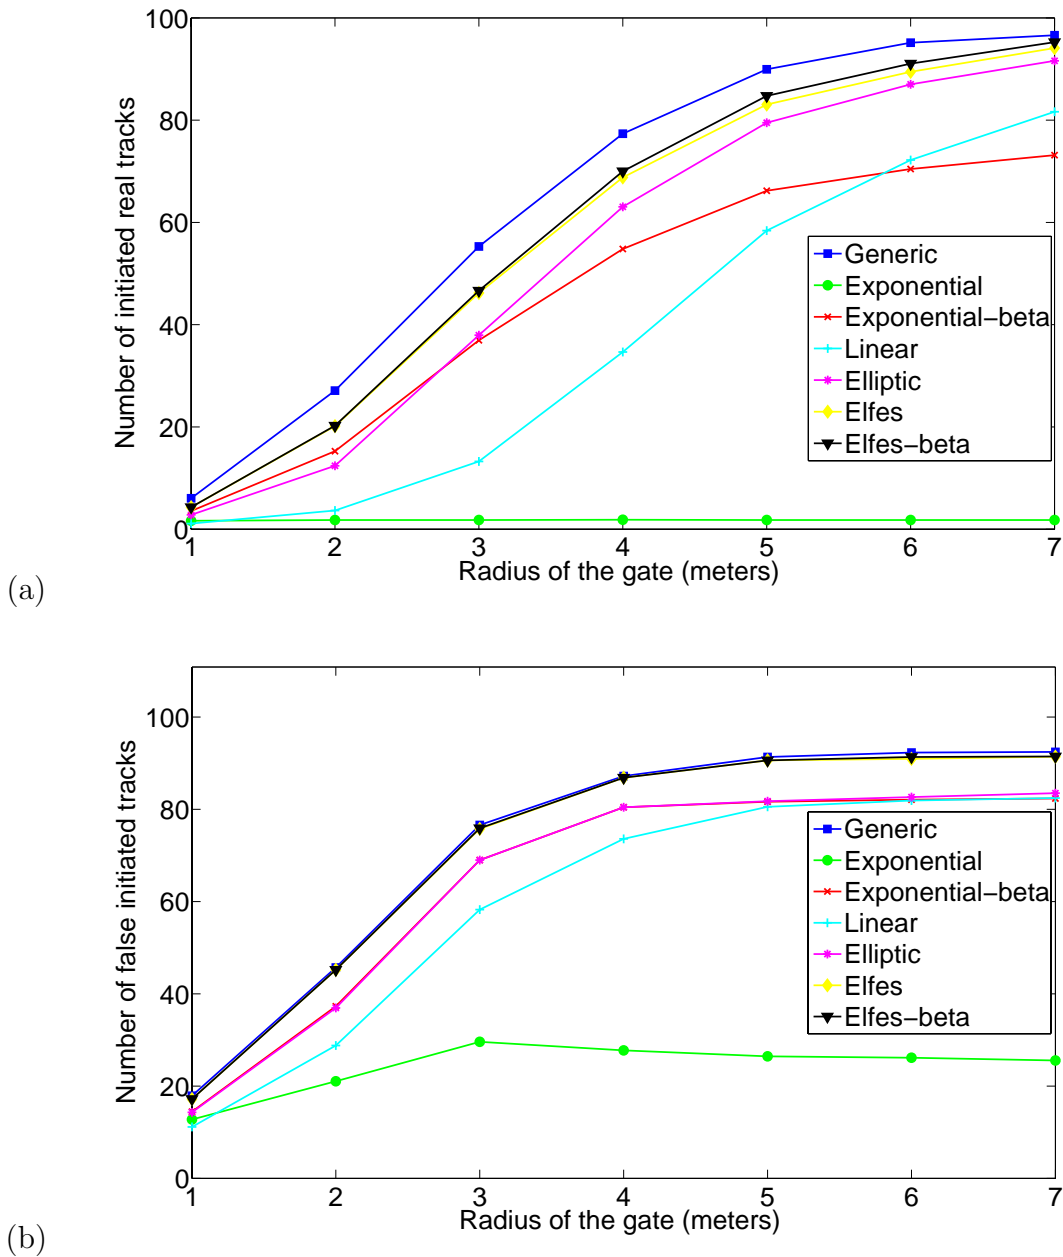 100
80
60
40
20
0
Number of initiated real tracks
Generic
Exponential
Exponential-beta
Linear
Elliptic
Elfes
Elfes-beta
1 2 3 4 5 6 7
Radius of the gate (meters)
(a)
100
80
60
40
20
0
Number of false initiated tracks
Generic
Exponential
Exponential-beta
Linear
Elliptic
Elfes
Elfes-beta
1 2 3 4 5 6 7
Radius of the gate (meters)
(b)